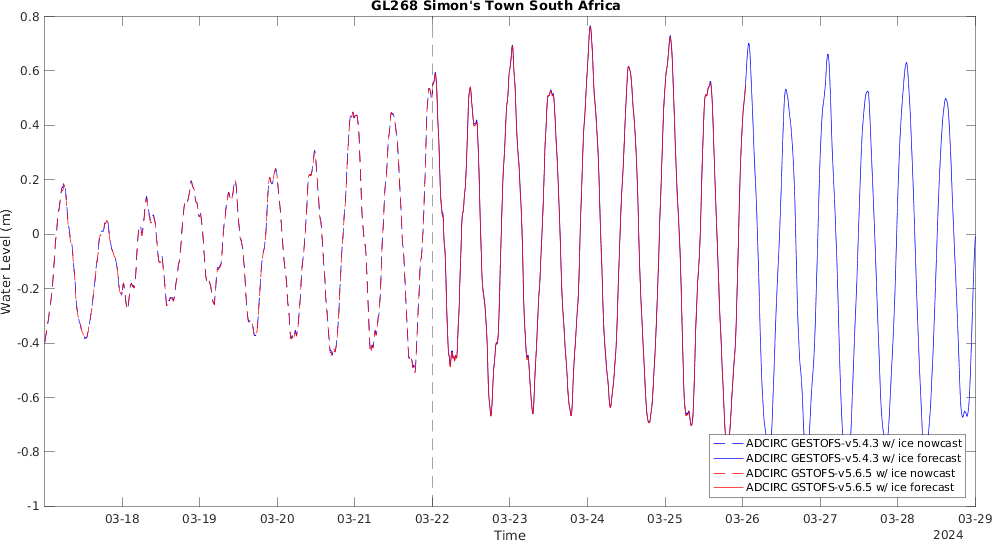 GL268 Simon's Town South Africa
0.8
0.6
0.4
0.2
0
-0.2
-0.4
-0.6
-0.8
-1
Water Level (m)
ADCIRC GESTOFS-v5.4.3 w/ ice nowcast
ADCIRC GESTOFS-v5.4.3 w/ ice forecast
ADCIRC GSTOFS-v5.6.5 w/ ice nowcast
ADCIRC GSTOFS-v5.6.5 w/ ice forecast
03-18 03-19 03-20 03-21 03-22 03-23 03-24 03-25 03-26 03-27 03-28 03-29
Time
2024